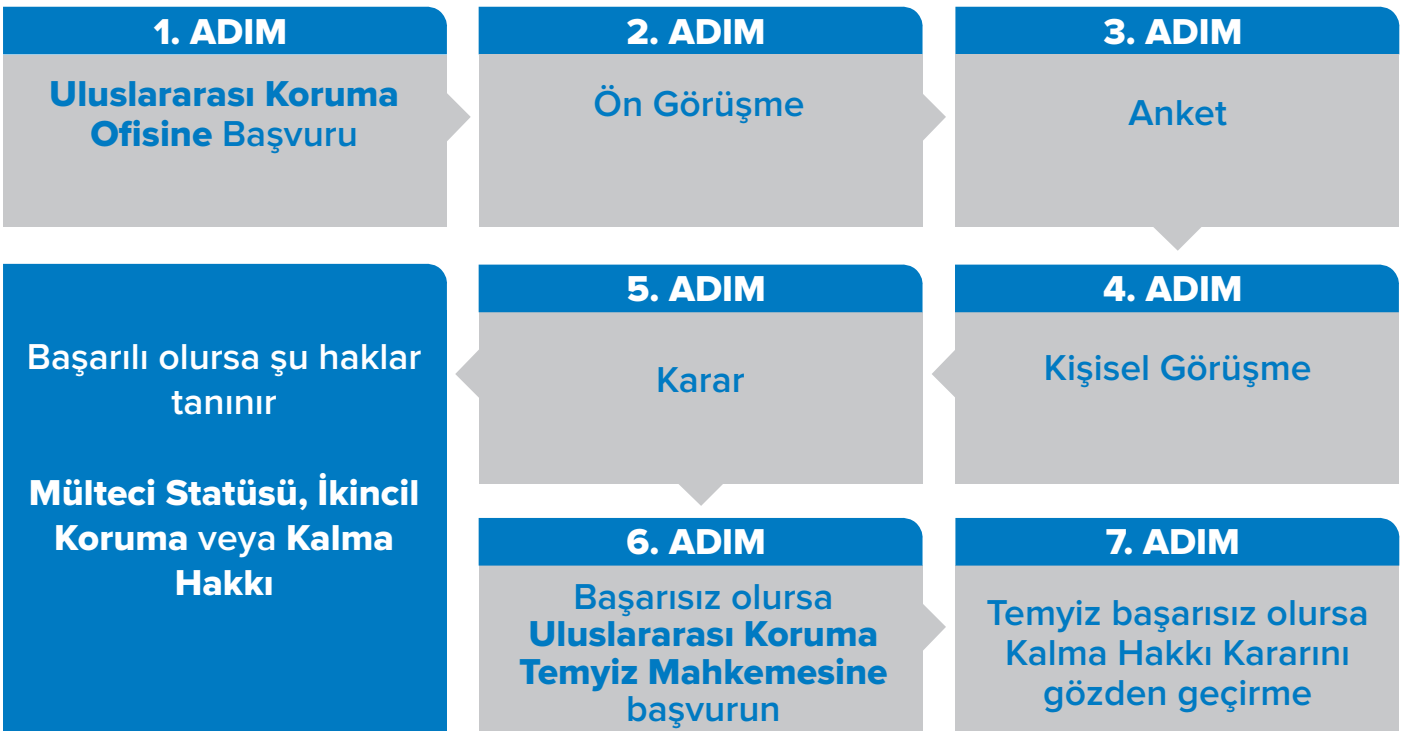 1. ADIM
Uluslararası Koruma
Ofisine Başvuru
2. ADIM
Ön Görüşme
3. ADIM
Anket
4. ADIM
Kişisel Görüşme
5. ADIM
Karar
Başarılı olursa şu haklar
tanınır
Mülteci Statüsü, İkincil
Koruma veya Kalma
Hakkı
6. ADIM
Başarısız olursa
Uluslararası Koruma
Temyiz Mahkemesine
başvurun
7. ADIM
Temyiz başarısız olursa
Kalma Hakkı Kararını
gözden geçirme